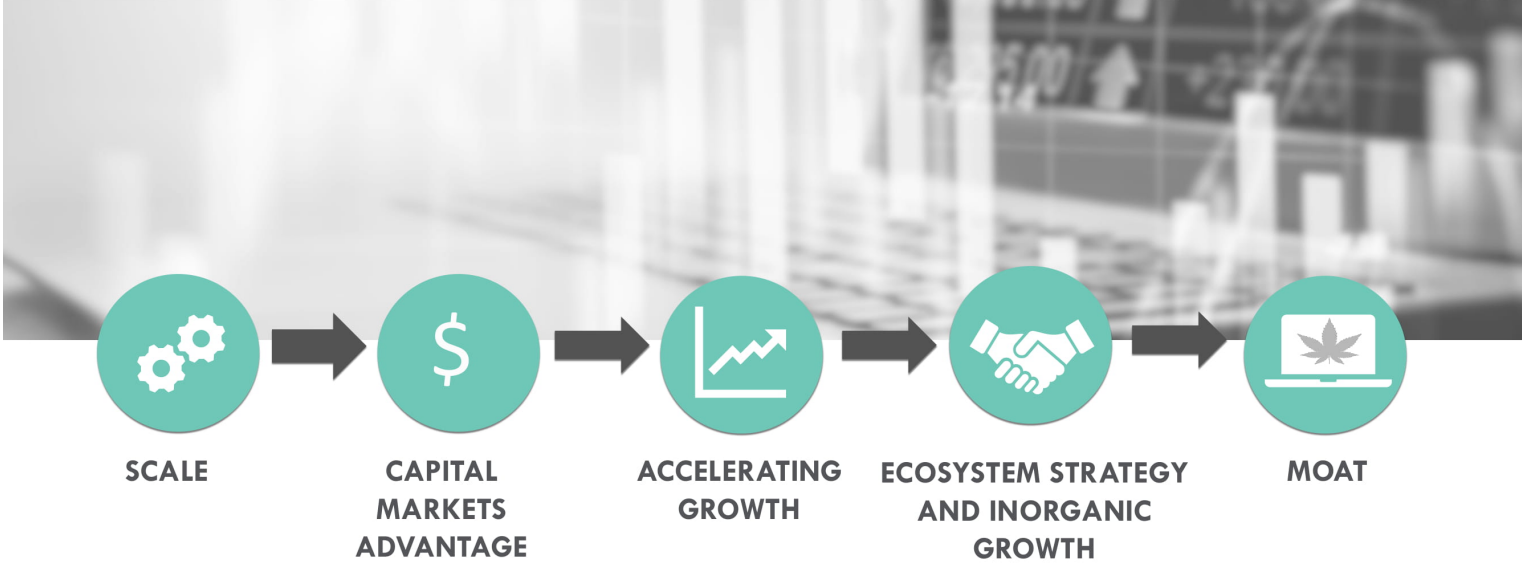 SCALE
CAPITAL
MARKETS
ADVANTAGE
ACCELERATING
GROWTH
ECOSYSTEM STRATEGY
AND INORGANIC
GROWTH
MOAT
$